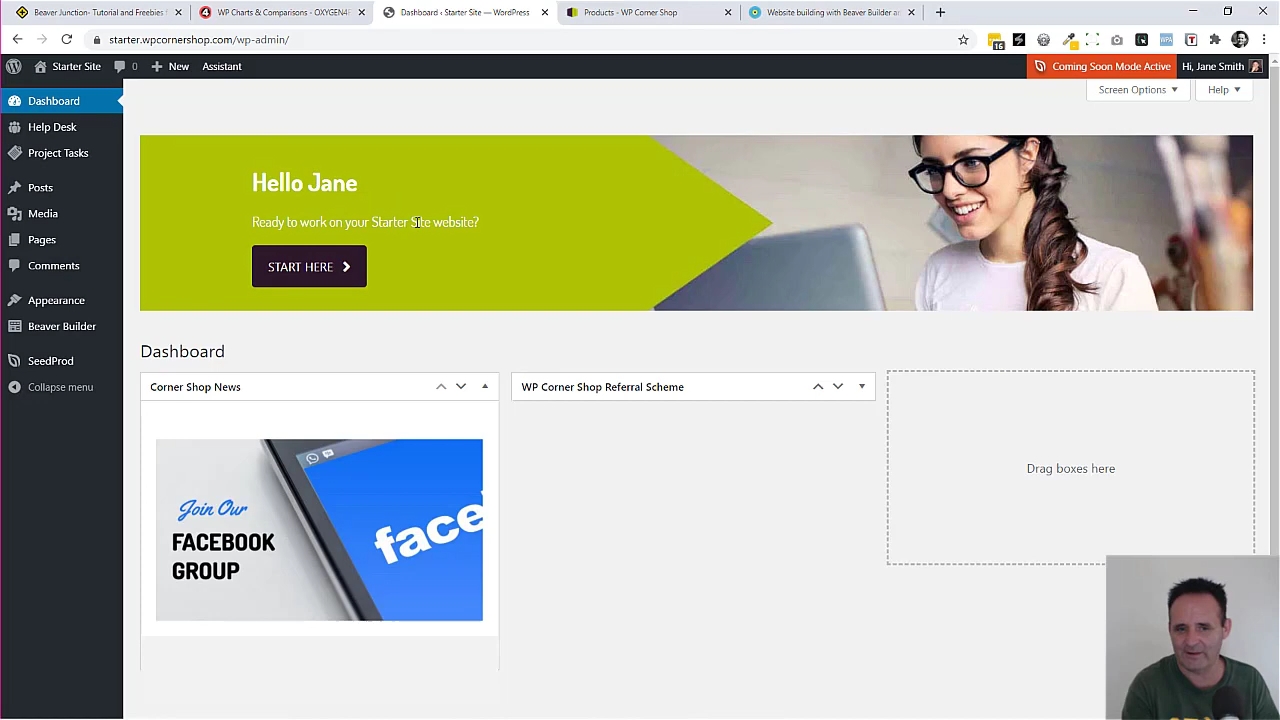 Beaver Junction- Tutorial and Freebies f
WP Charts & Comparisons - OXYGEN4F
Dashboard ‹ Starter Site — WordPress
Products - WP Corner Shop
Website building with Beaver Builder an
starter.wpcornershop.com/wp-admin/
16
WPA
T
Starter Site
0
New
Assistant
Coming Soon Mode Active
Hi, Jane Smith
Dashboard
Screen Options
Help
Help Desk
Project Tasks
Posts
Media
Pages
Comments
Appearance
Beaver Builder
SeedProd
Collapse menu
Hello Jane
Ready to work on your Starter Site website?
START HERE
Dashboard
Corner Shop News
Join Our
FACEBOOK
GROUP
face
WP Corner Shop Referral Scheme
Drag boxes here